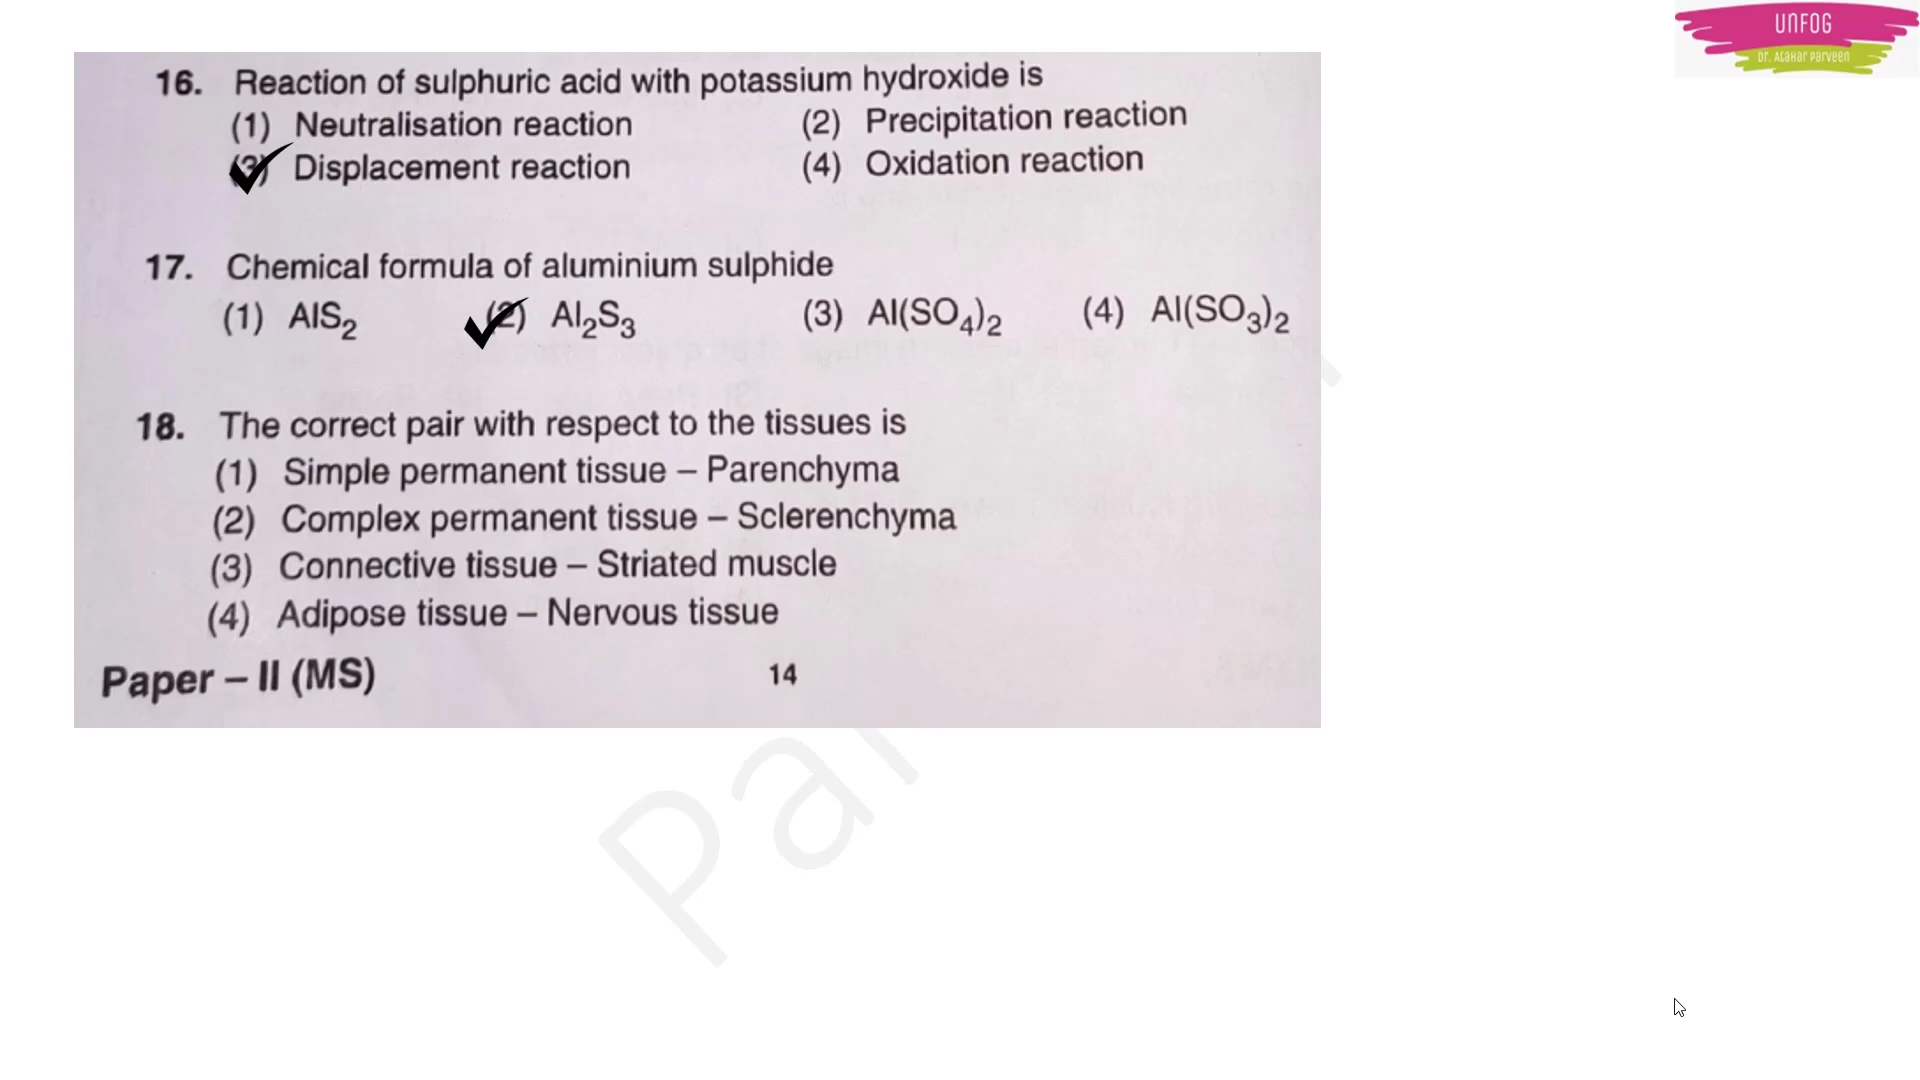 UNFOG
Dr. Atahar Parveen
16. Reaction of sulphuric acid with potassium hydroxide is
(1) Neutralisation reaction (2) Precipitation reaction
(3) Displacement reaction (4) Oxidation reaction
17. Chemical formula of aluminium sulphide
(1) AlS₂ (2) Al₂S₃ (3) Al(SO₄)₂ (4) Al(SO₃)₂
18. The correct pair with respect to the tissues is
(1) Simple permanent tissue – Parenchyma
(2) Complex permanent tissue – Sclerenchyma
(3) Connective tissue – Striated muscle
(4) Adipose tissue – Nervous tissue
Paper – II (MS) 14